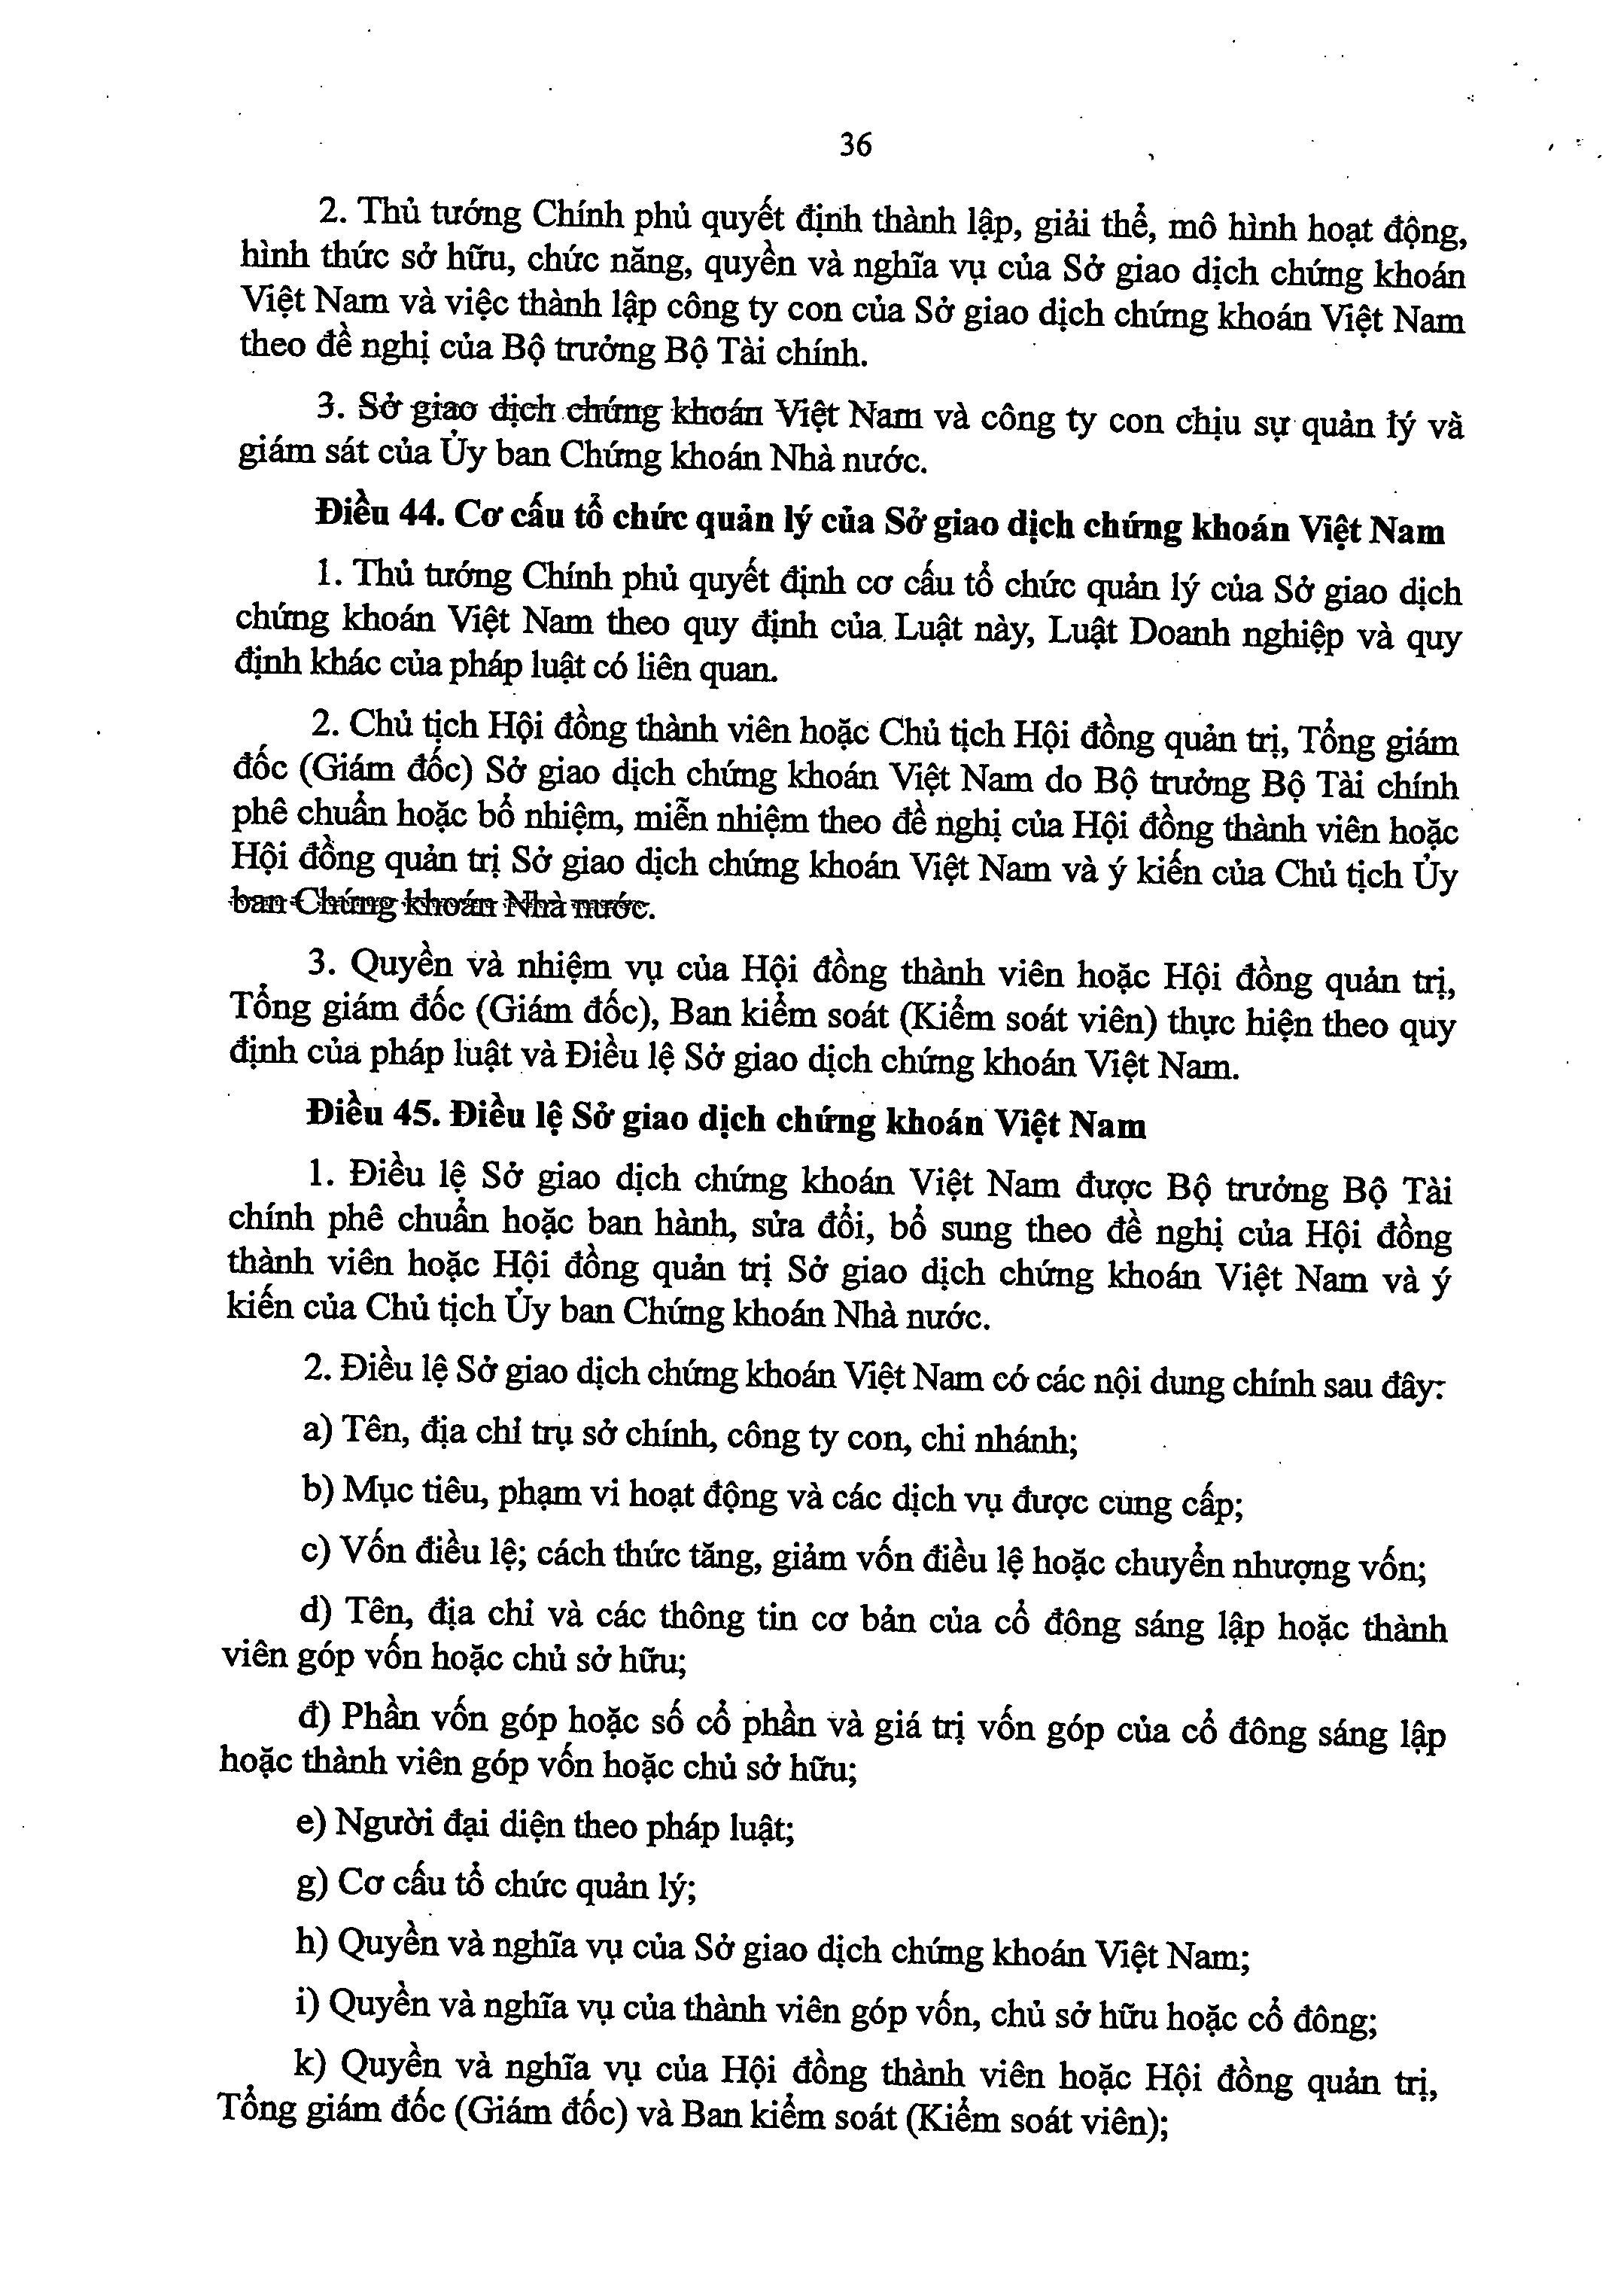 36
2. Thủ tướng Chính phủ quyết định thành lập, giải thể, mô hình hoạt động,
hình thức sở hữu, chức năng, quyền và nghĩa vụ của Sở giao dịch chứng khoán
Việt Nam và việc thành lập công ty con của Sở giao dịch chứng khoán Việt Nam
theo đề nghị của Bộ trưởng Bộ Tài chính.
3. Sở giao dịch chứng khoán Việt Nam và công ty con chịu sự quản lý và
giám sát của Ủy ban Chứng khoán Nhà nước.
Điều 44. Cơ cấu tổ chức quản lý của Sở giao dịch chứng khoán Việt Nam
1. Thủ tướng Chính phủ quyết định cơ cấu tổ chức quản lý của Sở giao dịch
chứng khoán Việt Nam theo quy định của Luật này, Luật Doanh nghiệp và quy
định khác của pháp luật có liên quan.
2. Chủ tịch Hội đồng thành viên hoặc Chủ tịch Hội đồng quản trị, Tổng giám
đốc (Giám đốc) Sở giao dịch chứng khoán Việt Nam do Bộ trưởng Bộ Tài chính
phê chuẩn hoặc bổ nhiệm, miễn nhiệm theo đề nghị của Hội đồng thành viên hoặc
Hội đồng quản trị Sở giao dịch chứng khoán Việt Nam và ý kiến của Chủ tịch Ủy
ban Chứng khoán Nhà nước.
3. Quyền và nhiệm vụ của Hội đồng thành viên hoặc Hội đồng quản trị,
Tổng giám đốc (Giám đốc), Ban kiểm soát (Kiểm soát viên) thực hiện theo quy
định của pháp luật và Điều lệ Sở giao dịch chứng khoán Việt Nam.
Điều 45. Điều lệ Sở giao dịch chứng khoán Việt Nam
1. Điều lệ Sở giao dịch chứng khoán Việt Nam được Bộ trưởng Bộ Tài
chính phê chuẩn hoặc ban hành, sửa đổi, bổ sung theo đề nghị của Hội đồng
thành viên hoặc Hội đồng quản trị Sở giao dịch chứng khoán Việt Nam và ý
kiến của Chủ tịch Ủy ban Chứng khoán Nhà nước.
2. Điều lệ Sở giao dịch chứng khoán Việt Nam có các nội dung chính sau đây:
a) Tên, địa chỉ trụ sở chính, công ty con, chi nhánh;
b) Mục tiêu, phạm vi hoạt động và các dịch vụ được cung cấp;
c) Vốn điều lệ; cách thức tăng, giảm vốn điều lệ hoặc chuyển nhượng vốn;
d) Tên, địa chỉ và các thông tin cơ bản của cổ đông sáng lập hoặc thành
viên góp vốn hoặc chủ sở hữu;
đ) Phần vốn góp hoặc số cổ phần và giá trị vốn góp của cổ đông sáng lập
hoặc thành viên góp vốn hoặc chủ sở hữu;
e) Người đại diện theo pháp luật;
g) Cơ cấu tổ chức quản lý;
h) Quyền và nghĩa vụ của Sở giao dịch chứng khoán Việt Nam;
i) Quyền và nghĩa vụ của thành viên góp vốn, chủ sở hữu hoặc cổ đông;
k) Quyền và nghĩa vụ của Hội đồng thành viên hoặc Hội đồng quản trị,
Tổng giám đốc (Giám đốc) và Ban kiểm soát (Kiểm soát viên);